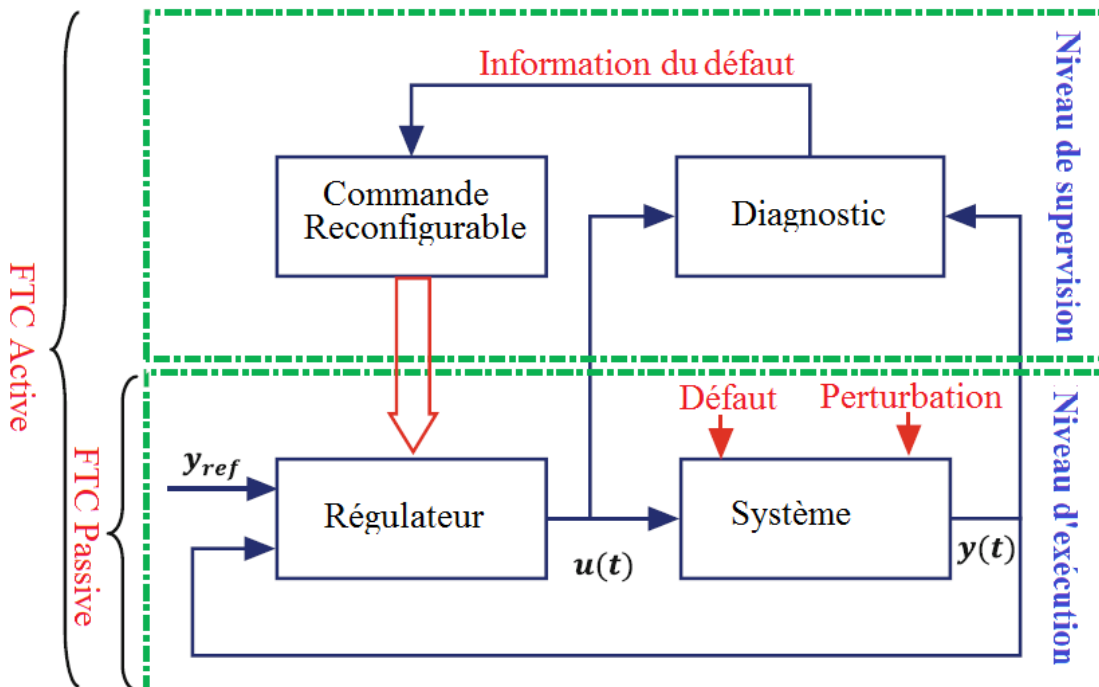 Information du défaut
Niveau de supervision
Commande
Reconfigurable
Diagnostic
FTC Active
Défaut
Perturbation
Niveau d'exécution
FTC Passive
y_ref
Régulateur
Système
u(t)
y(t)